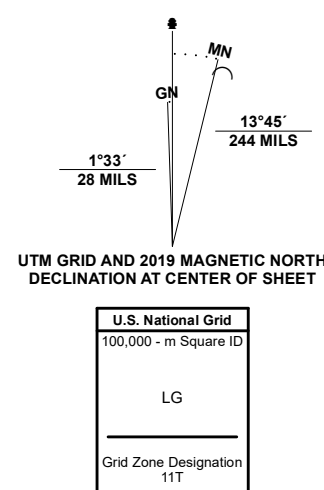 MN
GN
13°45´
244 MILS
1°33´
28 MILS
UTM GRID AND 2019 MAGNETIC NORTH
DECLINATION AT CENTER OF SHEET
U.S. National Grid
100,000 - m Square ID
LG
Grid Zone Designation
11T